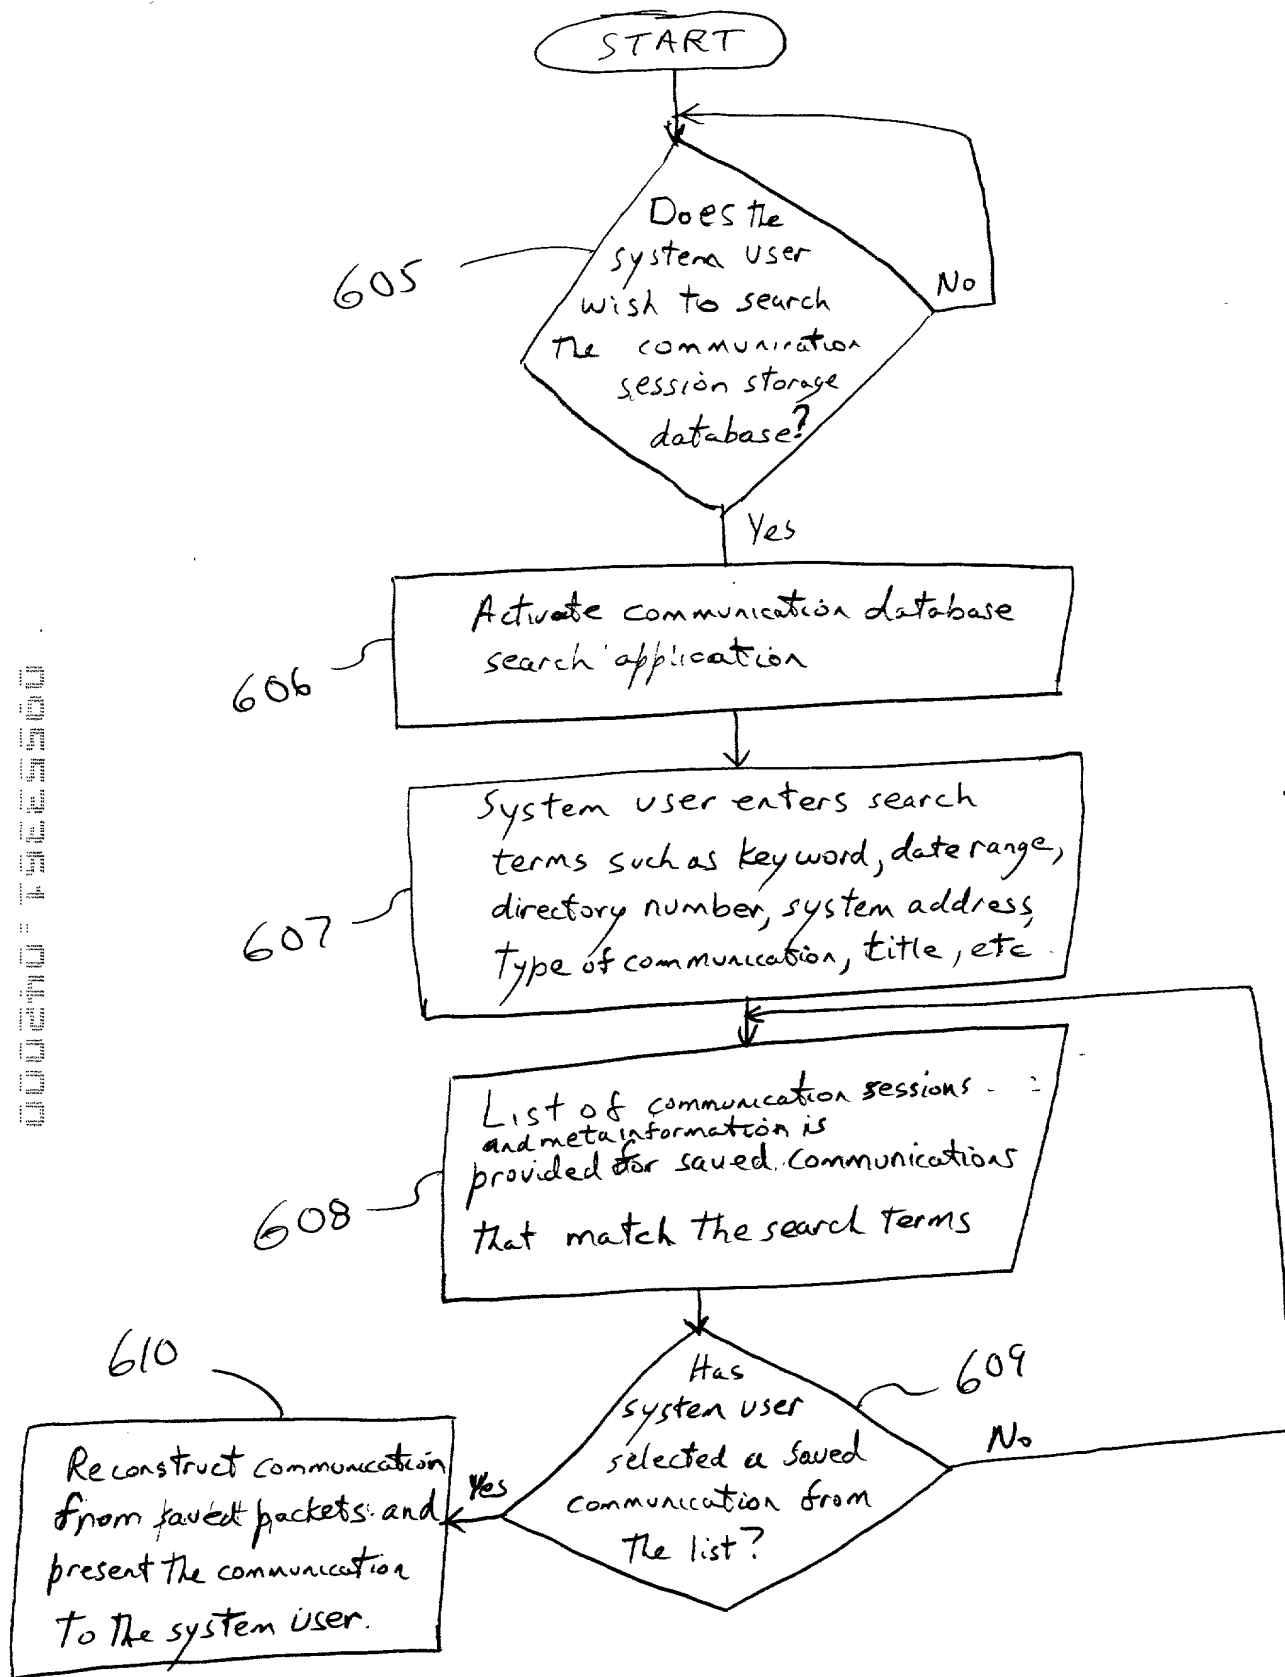 START
Does the
system user
wish to search
the communication
session storage
database?
No
605
Yes
Activate communication database
search application
606
System user enters search
terms such as keyword, date range,
directory number, system address,
type of communication, title, etc.
607
List of communication sessions
and meta information is
provided for saved communications
that match the search terms
608
Has
system user
selected a saved
communication from
the list?
609
No
Yes
610
Reconstruct communication
from saved packets and
present the communication
to the system user.
09553351.042000